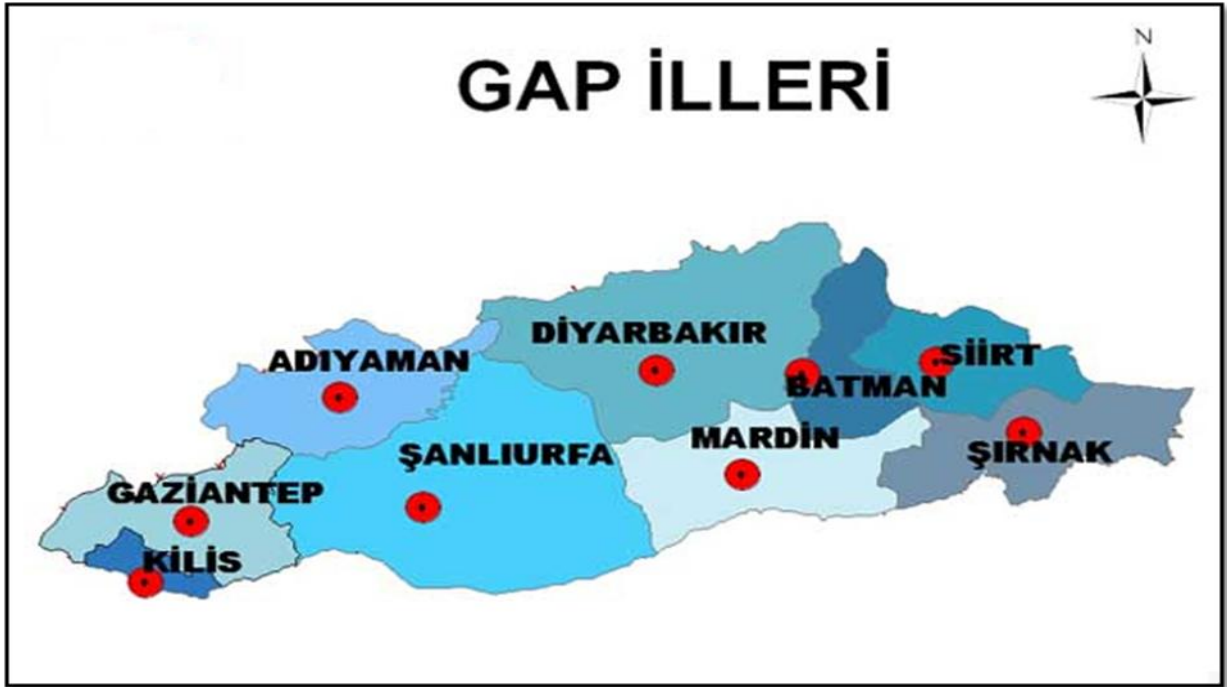 N
GAP İLLERİ
DİYARBAKIR
SİİRT
ADIYAMAN
BATMAN
MARDİN
ŞIRNAK
ŞANLIURFA
GAZİANTEP
KİLİS